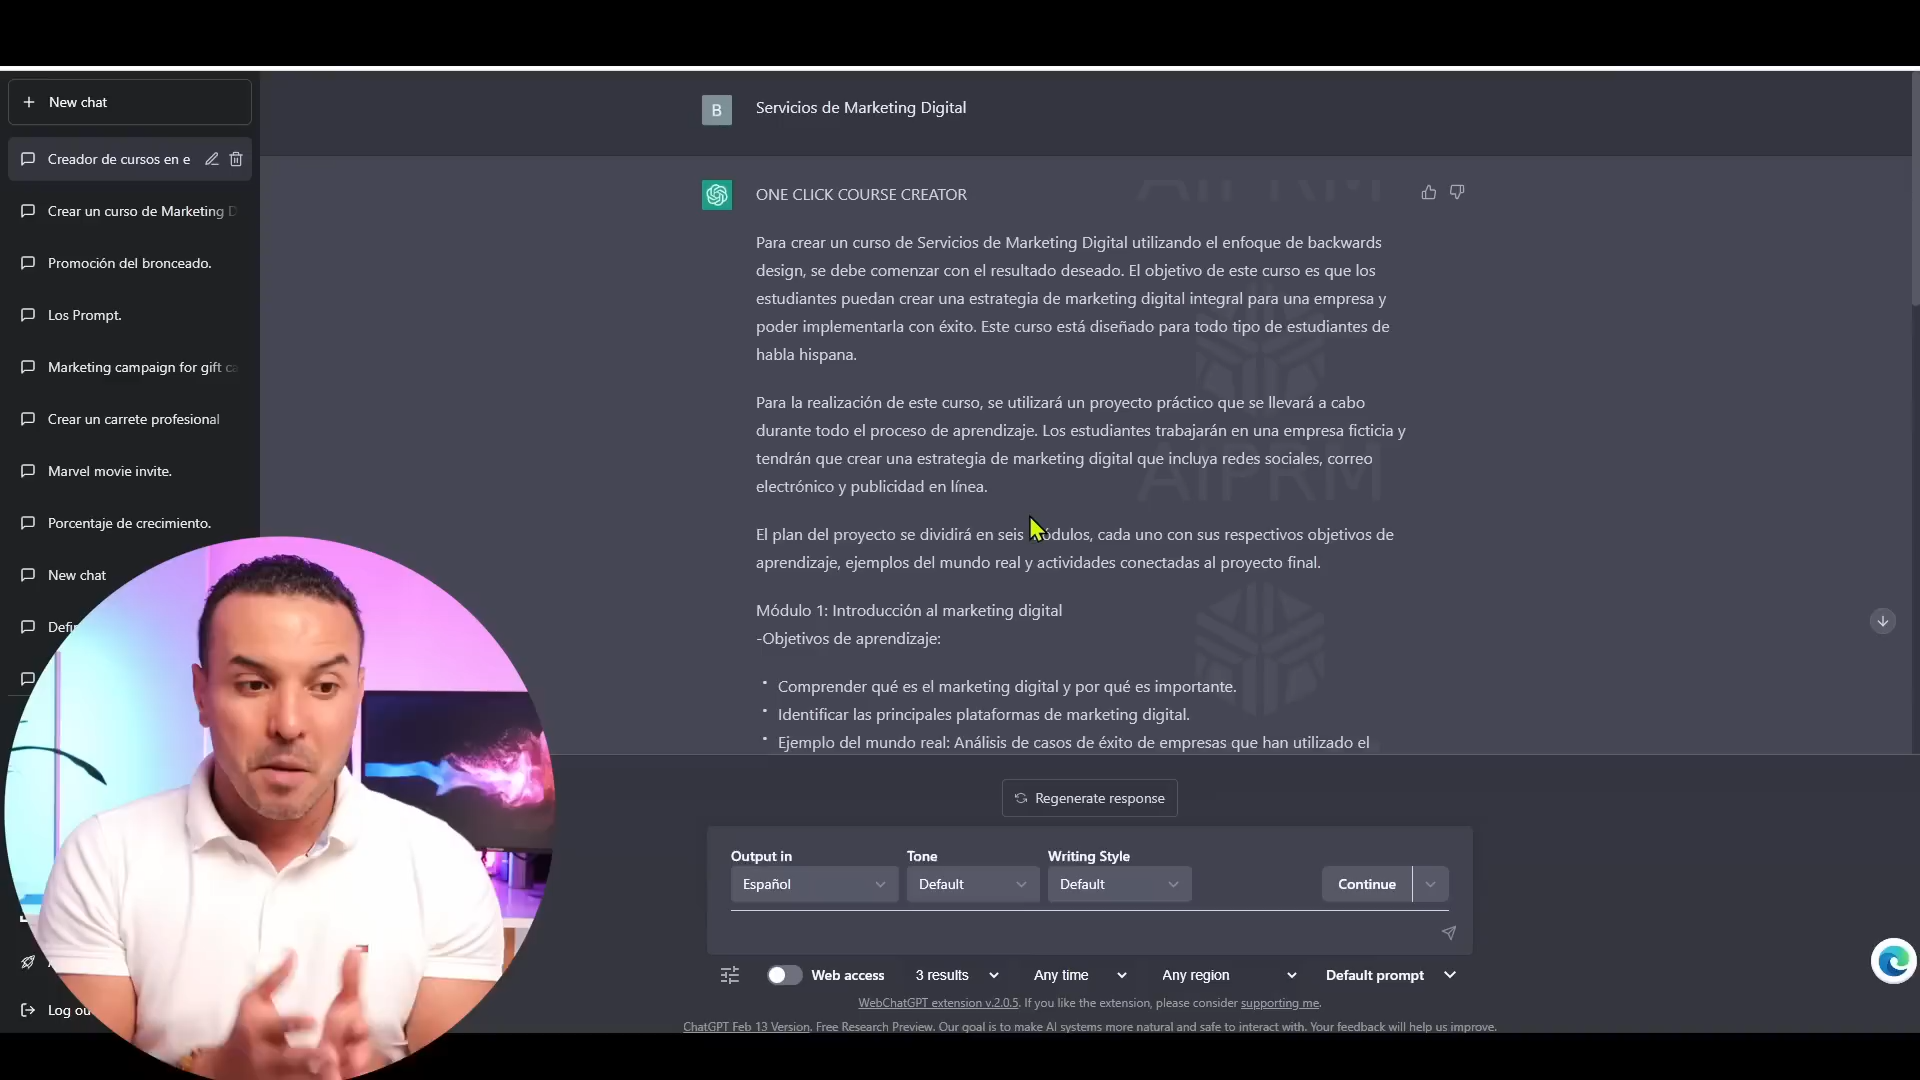 New chat
Creador de cursos en e
Crear un curso de Marketing D
Promoción del bronceado.
Los Prompt.
Marketing campaign for gift ca
Crear un carrete profesional
Marvel movie invite.
Porcentaje de crecimiento.
New chat
Log
B
Servicios de Marketing Digital
ONE CLICK COURSE CREATOR
Para crear un curso de Servicios de Marketing Digital utilizando el enfoque de backwards
design, se debe comenzar con el resultado deseado. El objetivo de este curso es que los
estudiantes puedan crear una estrategia de marketing digital integral para una empresa y
poder implementarla con éxito. Este curso está diseñado para todo tipo de estudiantes de
habla hispana.
Para la realización de este curso, se utilizará un proyecto práctico que se llevará a cabo
durante todo el proceso de aprendizaje. Los estudiantes trabajarán en una empresa ficticia y
tendrán que crear una estrategia de marketing digital que incluya redes sociales, correo
electrónico y publicidad en línea.
El plan del proyecto se dividirá en seis módulos, cada uno con sus respectivos objetivos de
aprendizaje, ejemplos del mundo real y actividades conectadas al proyecto final.
Módulo 1: Introducción al marketing digital
-Objetivos de aprendizaje:
• Comprender qué es el marketing digital y por qué es importante.
• Identificar las principales plataformas de marketing digital.
• Ejemplo del mundo real: Análisis de casos de éxito de empresas que han utilizado el
AIPRM
AIPRM
Regenerate response
Output in Tone Writing Style
Español Default Default Continue
Web access 3 results Any time Any region Default prompt
WebChatGPT extension v.2.0.5. If you like the extension, please consider supporting me.
ChatGPT Feb 13 Version. Free Research Preview. Our goal is to make AI systems more natural and safe to interact with. Your feedback will help us improve.